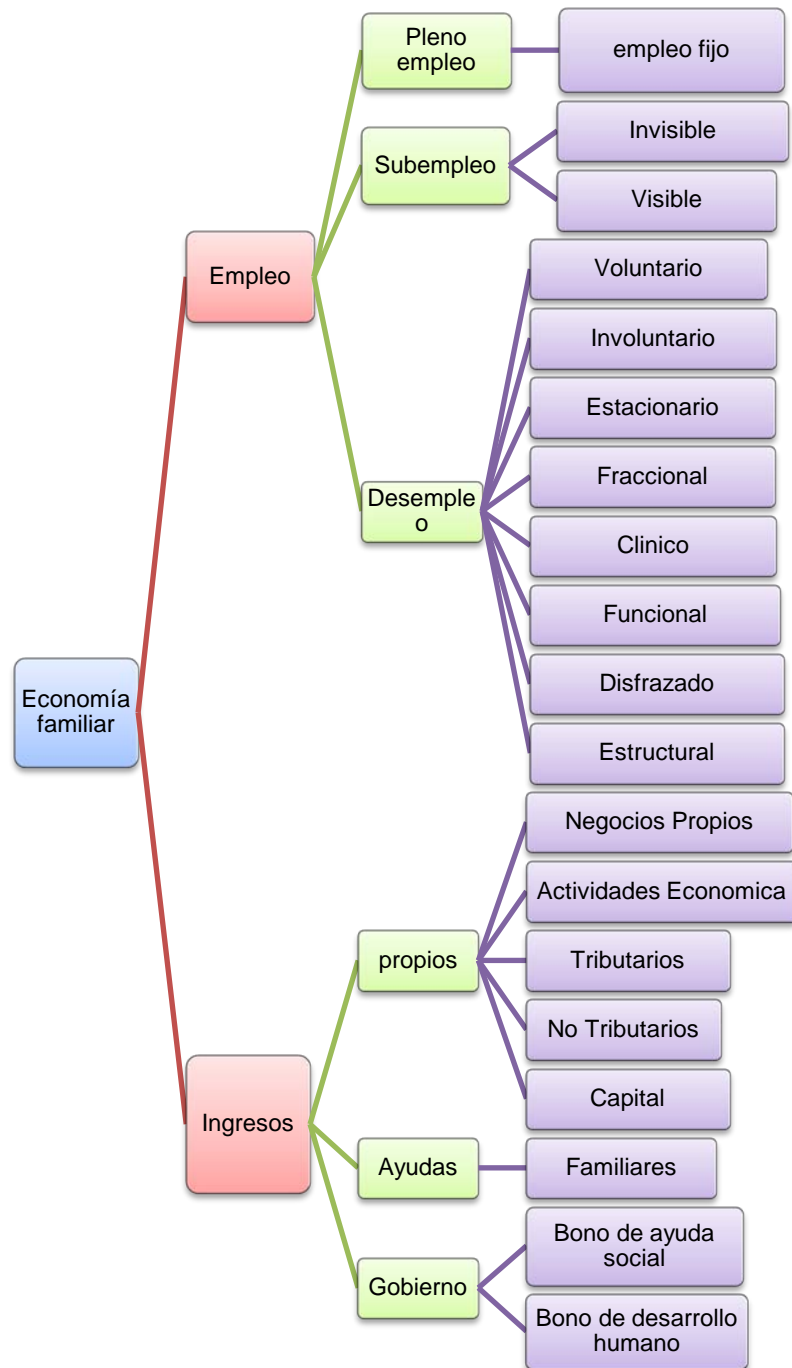 Pleno
empleo
empleo fijo
Subempleo
Invisible
Visible
Empleo
Voluntario
Involuntario
Estacionario
Fraccional
Desemple
o
Clinico
Funcional
Disfrazado
Estructural
Economía
familiar
Negocios Propios
Actividades Economica
propios
Tributarios
No Tributarios
Capital
Ingresos
Ayudas
Familiares
Gobierno
Bono de ayuda
social
Bono de desarrollo
humano